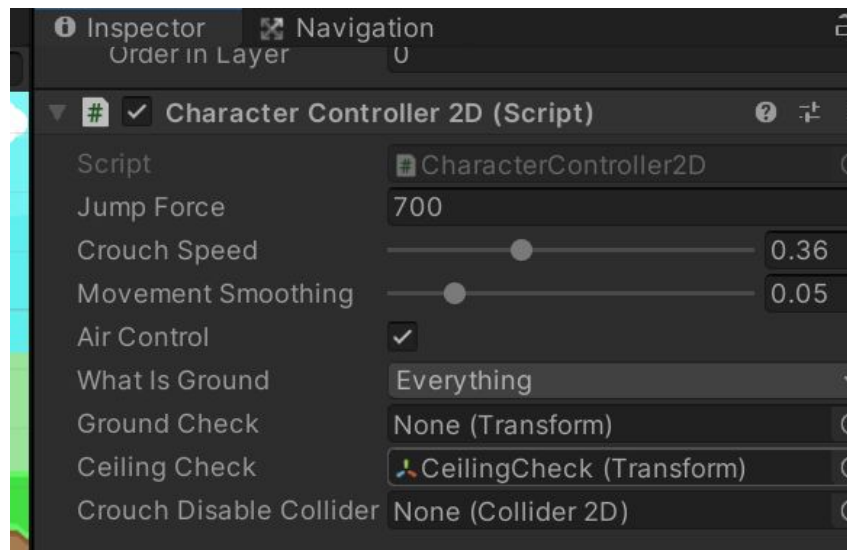 Inspector Navigation
Order in Layer 0
# Character Controller 2D (Script)
Script # CharacterController2D
Jump Force 700
Crouch Speed 0.36
Movement Smoothing 0.05
Air Control
What Is Ground Everything
Ground Check None (Transform)
Ceiling Check CeilingCheck (Transform)
Crouch Disable Collider None (Collider 2D)